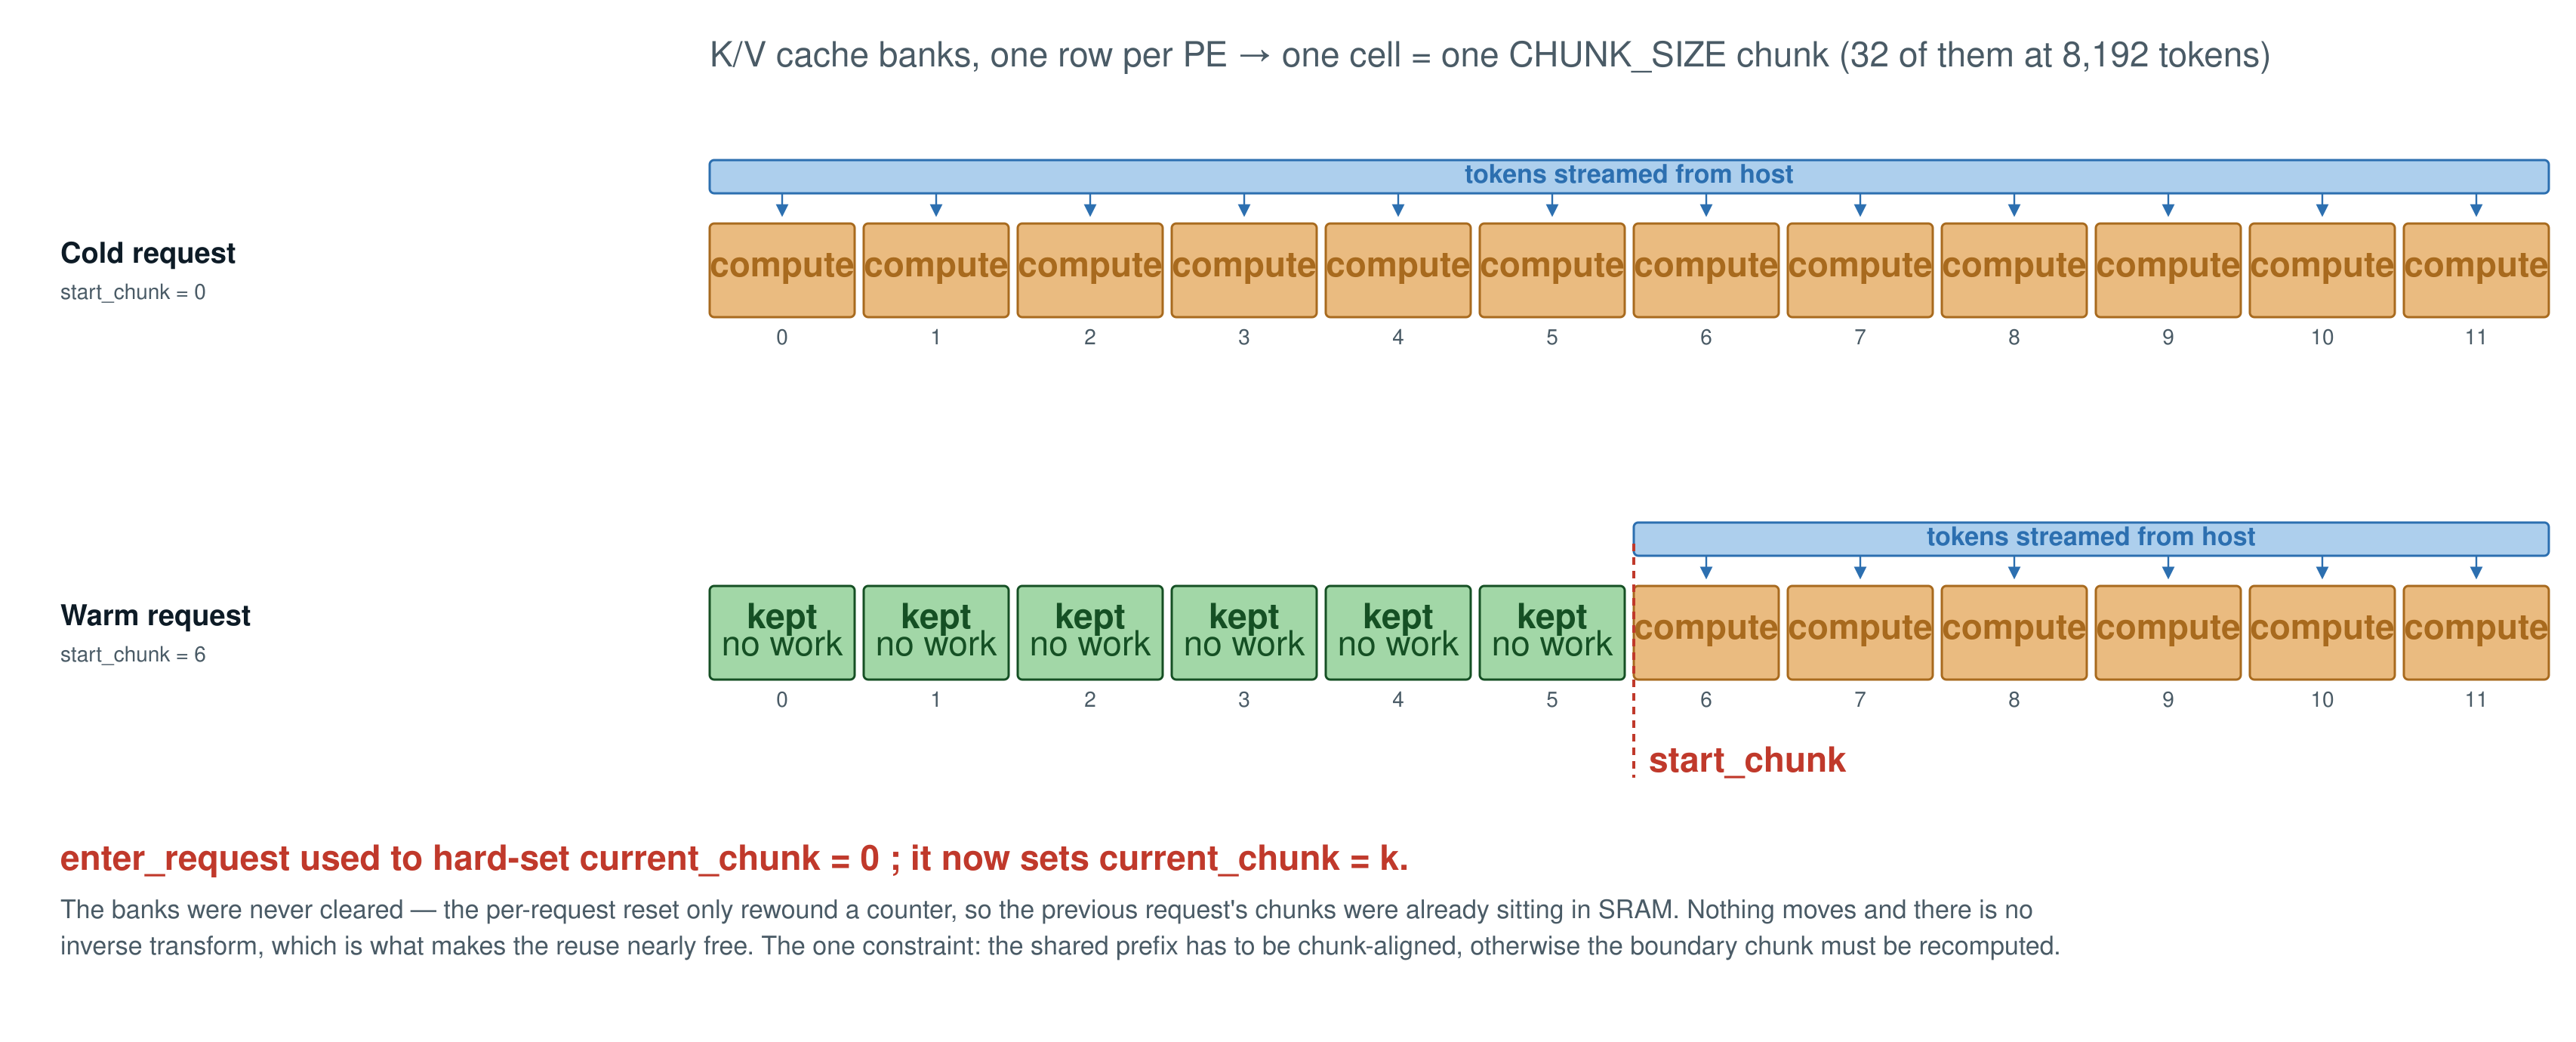 K/V cache banks, one row per PE → one cell = one CHUNK_SIZE chunk (32 of them at 8,192 tokens)
tokens streamed from host
Cold request
start_chunk = 0
compute compute compute compute compute compute compute compute compute compute compute compute
0 1 2 3 4 5 6 7 8 9 10 11
tokens streamed from host
Warm request
start_chunk = 6
kept kept kept kept kept kept
no work no work no work no work no work no work
compute compute compute compute compute compute
0 1 2 3 4 5 6 7 8 9 10 11
start_chunk
enter_request used to hard-set current_chunk = 0 ; it now sets current_chunk = k.
The banks were never cleared — the per-request reset only rewound a counter, so the previous request's chunks were already sitting in SRAM. Nothing moves and there is no
inverse transform, which is what makes the reuse nearly free. The one constraint: the shared prefix has to be chunk-aligned, otherwise the boundary chunk must be recomputed.